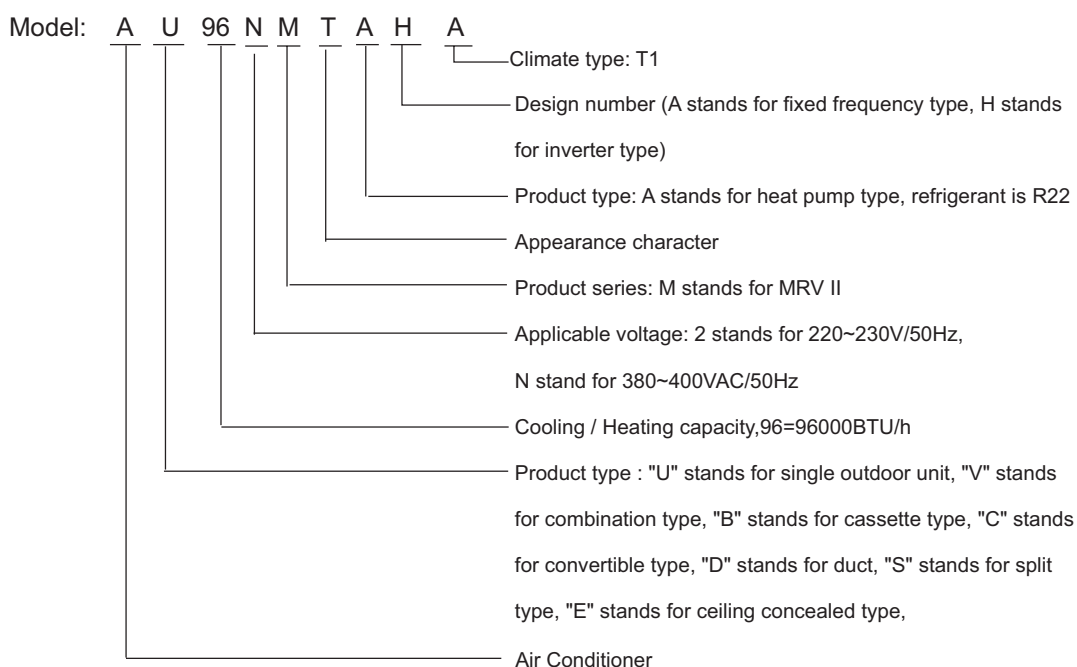 Model: A U 96 N M T A H A
Climate type: T1
Design number (A stands for fixed frequency type, H stands
for inverter type)
Product type: A stands for heat pump type, refrigerant is R22
Appearance character
Product series: M stands for MRV II
Applicable voltage: 2 stands for 220~230V/50Hz,
N stand for 380~400VAC/50Hz
Cooling / Heating capacity,96=96000BTU/h
Product type : "U" stands for single outdoor unit, "V" stands
for combination type, "B" stands for cassette type, "C" stands
for convertible type, "D" stands for duct, "S" stands for split
type, "E" stands for ceiling concealed type,
Air Conditioner